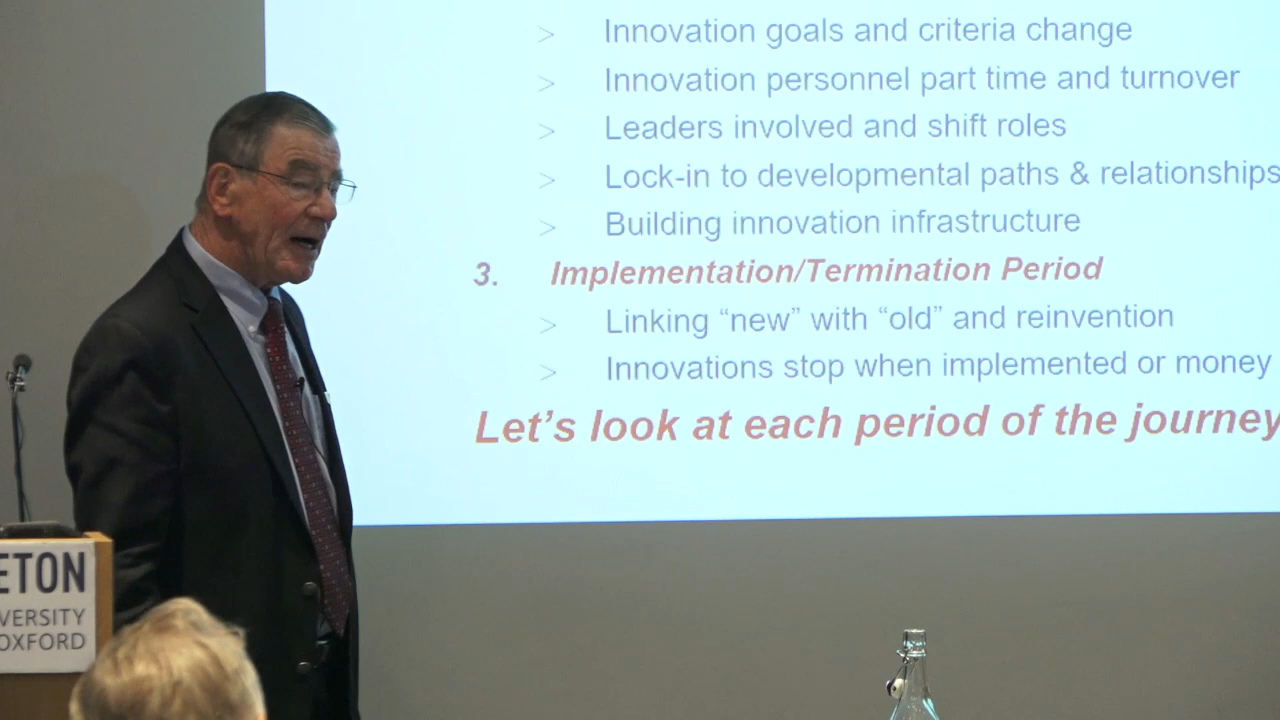 > Innovation goals and criteria change
> Innovation personnel part time and turnover
> Leaders involved and shift roles
> Lock-in to developmental paths & relationships
> Building innovation infrastructure
3. Implementation/Termination Period
> Linking “new” with “old” and reinvention
> Innovations stop when implemented or money
Let’s look at each period of the journey
ETON
VERSITY
OXFORD